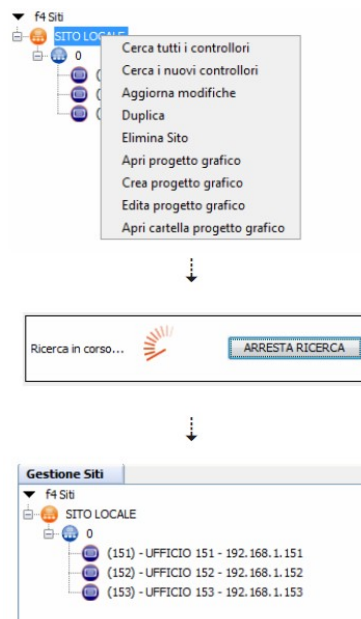 f4 Siti
SITO LOCALE
0
(
(
(
Cerca tutti i controllori
Cerca i nuovi controllori
Aggiorna modifiche
Duplica
Elimina Sito
Apri progetto grafico
Crea progetto grafico
Edita progetto grafico
Apri cartella progetto grafico
Ricerca in corso...
ARRESTA RICERCA
Gestione Siti
f4 Siti
SITO LOCALE
0
(151) - UFFICIO 151 - 192.168.1.151
(152) - UFFICIO 152 - 192.168.1.152
(153) - UFFICIO 153 - 192.168.1.153